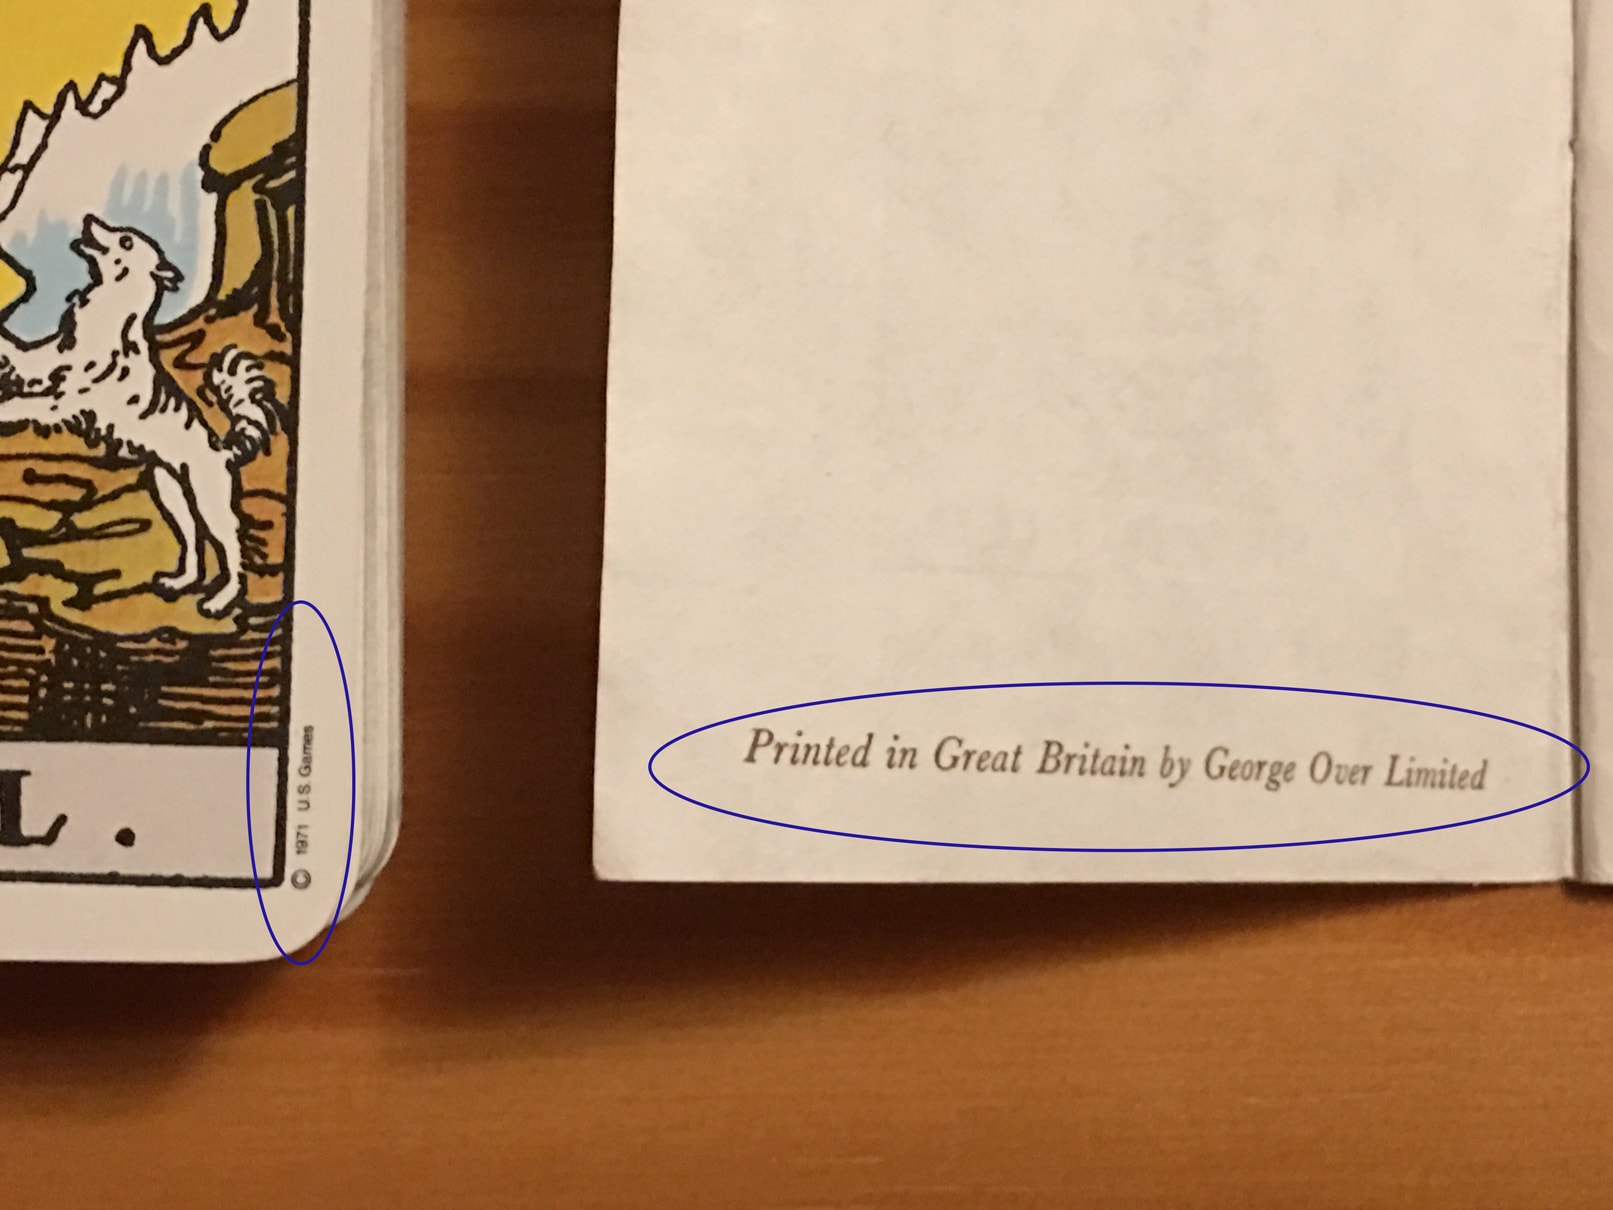 L.
© 1971 U.S. Games
Printed in Great Britain by George Over Limited